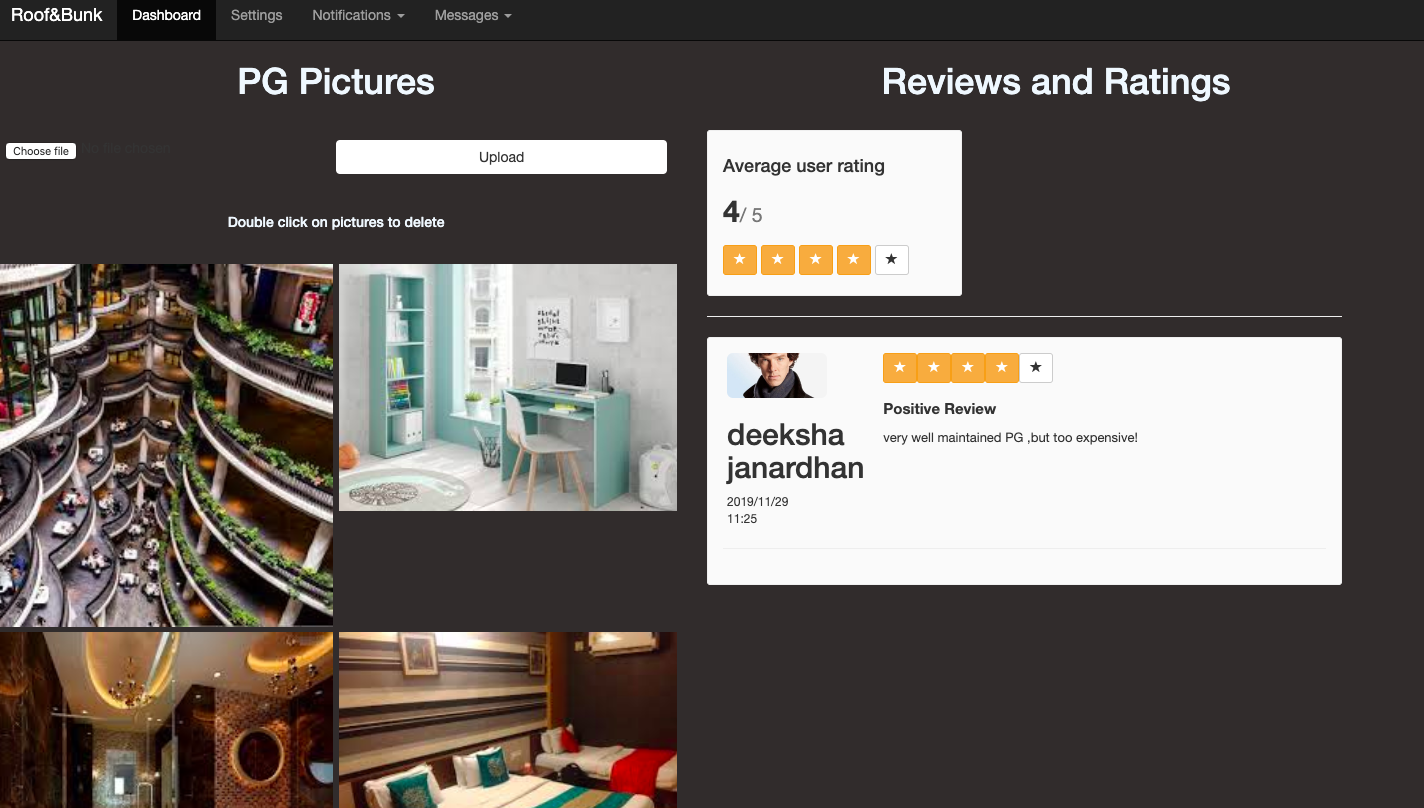 Roof&Bunk
Dashboard
Settings
Notifications
Messages
PG Pictures
Choose file No file chosen
Upload
Double click on pictures to delete
Reviews and Ratings
Average user rating
4/ 5
deeksha
janardhan
2019/11/29
11:25
Positive Review
very well maintained PG ,but too expensive!